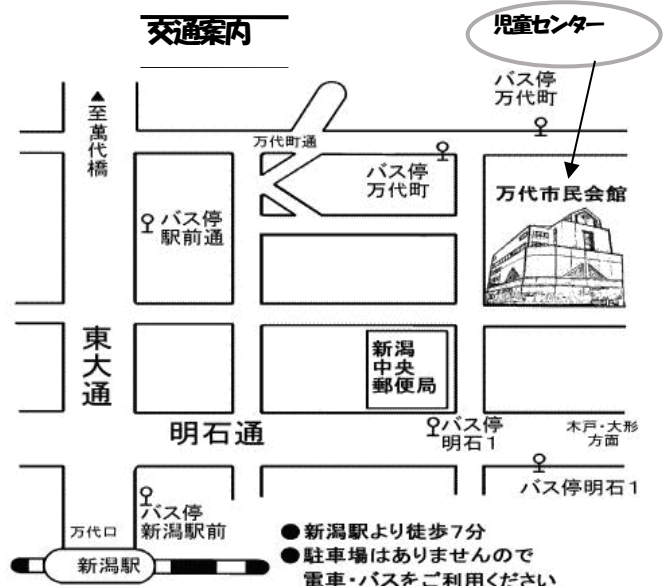 交通案内
児童センター
バス停
万代町
▲至萬代橋
万代町通
バス停
万代町
万代市民会館
バス停
駅前通
東大通
新潟
中央
郵便局
明石通
バス停
明石1
木戸・大形
方面
バス停明石1
バス停
新潟駅前
万代口
新潟駅
●新潟駅より徒歩7分
●駐車場はありませんので
電車・バスをご利用ください